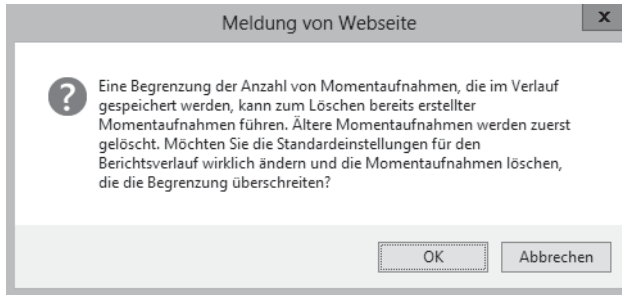 Meldung von Webseite
x
?
Eine Begrenzung der Anzahl von Momentaufnahmen, die im Verlauf
gespeichert werden, kann zum Löschen bereits erstellter
Momentaufnahmen führen. Ältere Momentaufnahmen werden zuerst
gelöscht. Möchten Sie die Standardeinstellungen für den
Berichtsverlauf wirklich ändern und die Momentaufnahmen löschen,
die die Begrenzung überschreiten?
OK Abbrechen